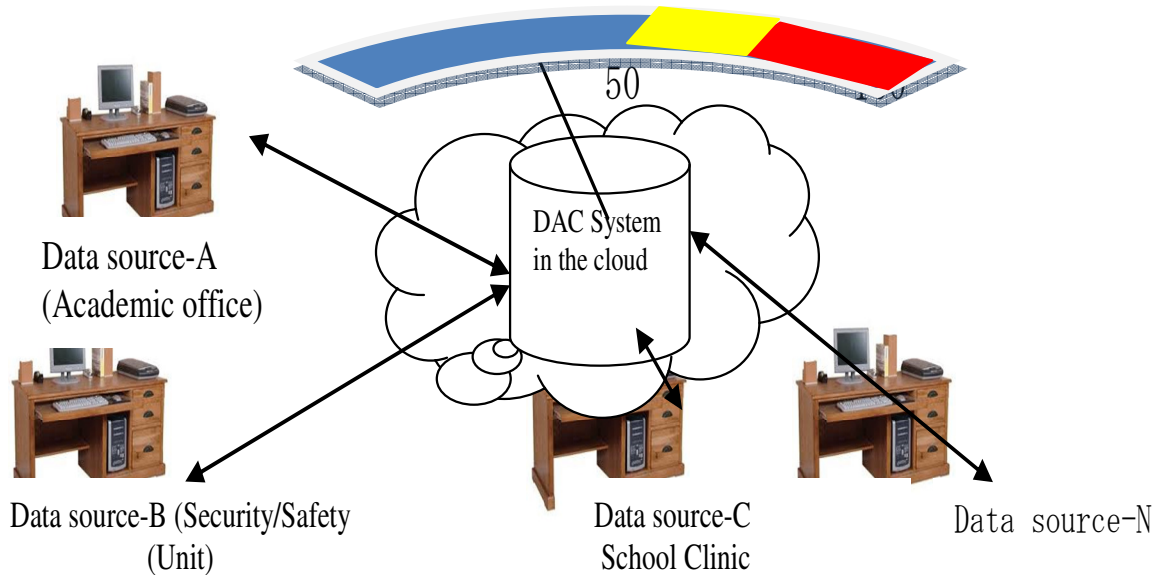 50
DAC System
in the cloud
Data source-A
(Academic office)
Data source-B (Security/Safety
(Unit)
Data source-C
School Clinic
Data source-N